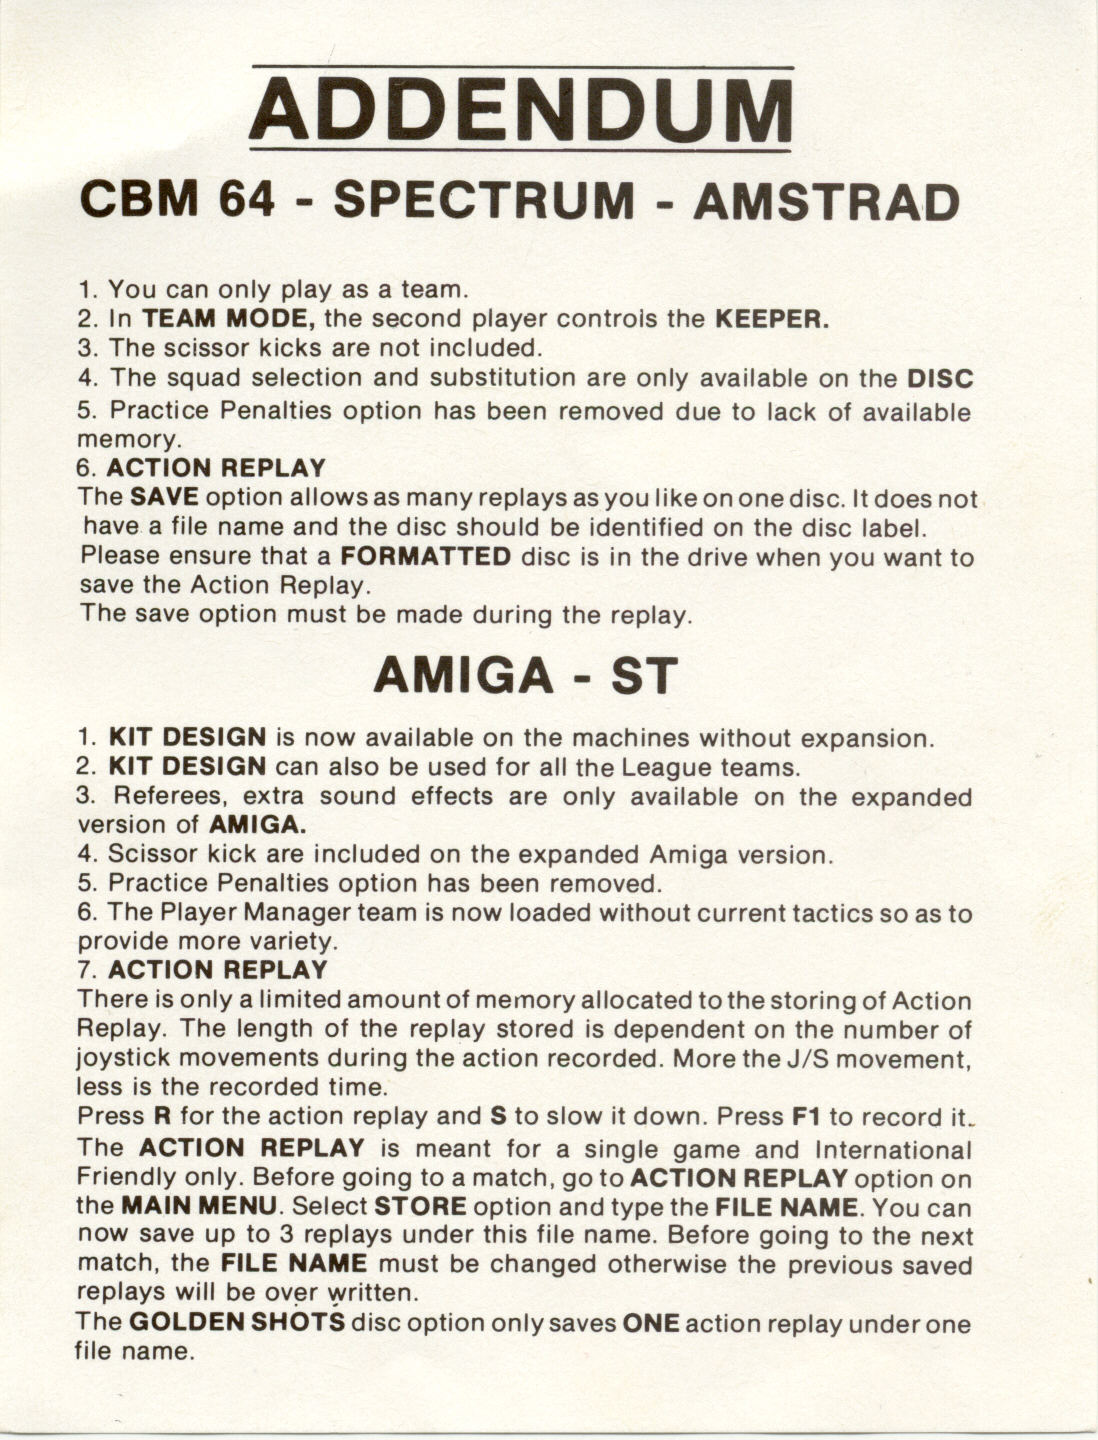 ADDENDUM
CBM 64 - SPECTRUM - AMSTRAD
1. You can only play as a team.
2. In TEAM MODE, the second player controls the KEEPER.
3. The scissor kicks are not included.
4. The squad selection and substitution are only available on the DISC
5. Practice Penalties option has been removed due to lack of available
memory.
6. ACTION REPLAY
The SAVE option allows as many replays as you like on one disc. It does not
have a file name and the disc should be identified on the disc label.
Please ensure that a FORMATTED disc is in the drive when you want to
save the Action Replay.
The save option must be made during the replay.
AMIGA - ST
1. KIT DESIGN is now available on the machines without expansion.
2. KIT DESIGN can also be used for all the League teams.
3. Referees, extra sound effects are only available on the expanded
version of AMIGA.
4. Scissor kick are included on the expanded Amiga version.
5. Practice Penalties option has been removed.
6. The Player Manager team is now loaded without current tactics so as to
provide more variety.
7. ACTION REPLAY
There is only a limited amount of memory allocated to the storing of Action
Replay. The length of the replay stored is dependent on the number of
joystick movements during the action recorded. More the J/S movement,
less is the recorded time.
Press R for the action replay and S to slow it down. Press F1 to record it.
The ACTION REPLAY is meant for a single game and International
Friendly only. Before going to a match, go to ACTION REPLAY option on
the MAIN MENU. Select STORE option and type the FILE NAME. You can
now save up to 3 replays under this file name. Before going to the next
match, the FILE NAME must be changed otherwise the previous saved
replays will be over written.
The GOLDEN SHOTS disc option only saves ONE action replay under one
file name.